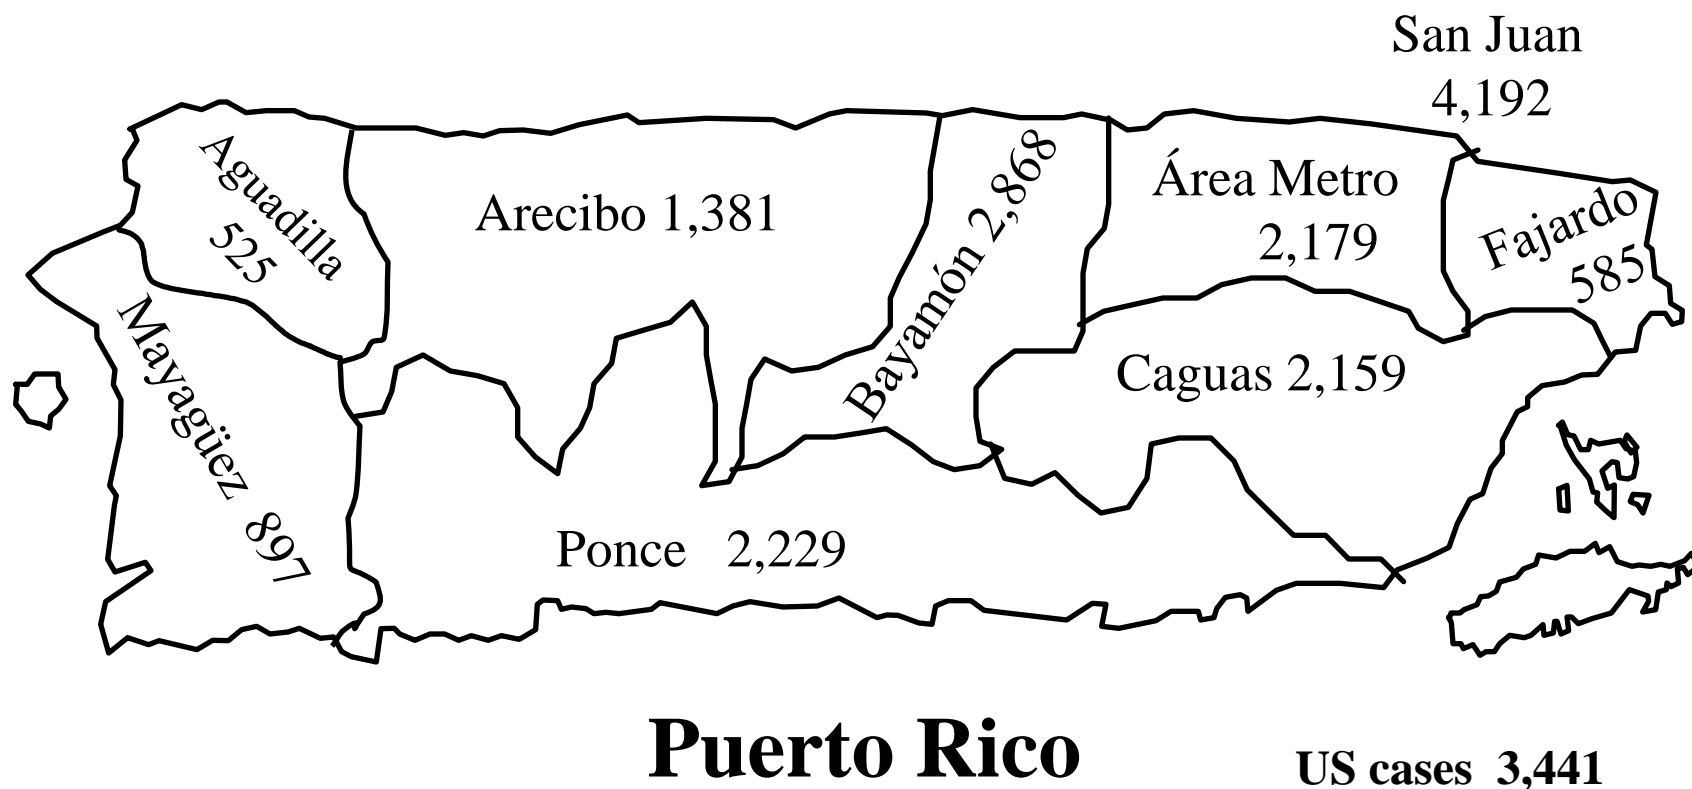 San Juan
4,192
Aguadilla
525
Arecibo 1,381
Bayamón 2,868
Área Metro
2,179
Fajardo
585
Mayagüez 897
Caguas 2,159
Ponce 2,229
Puerto Rico
US cases 3,441